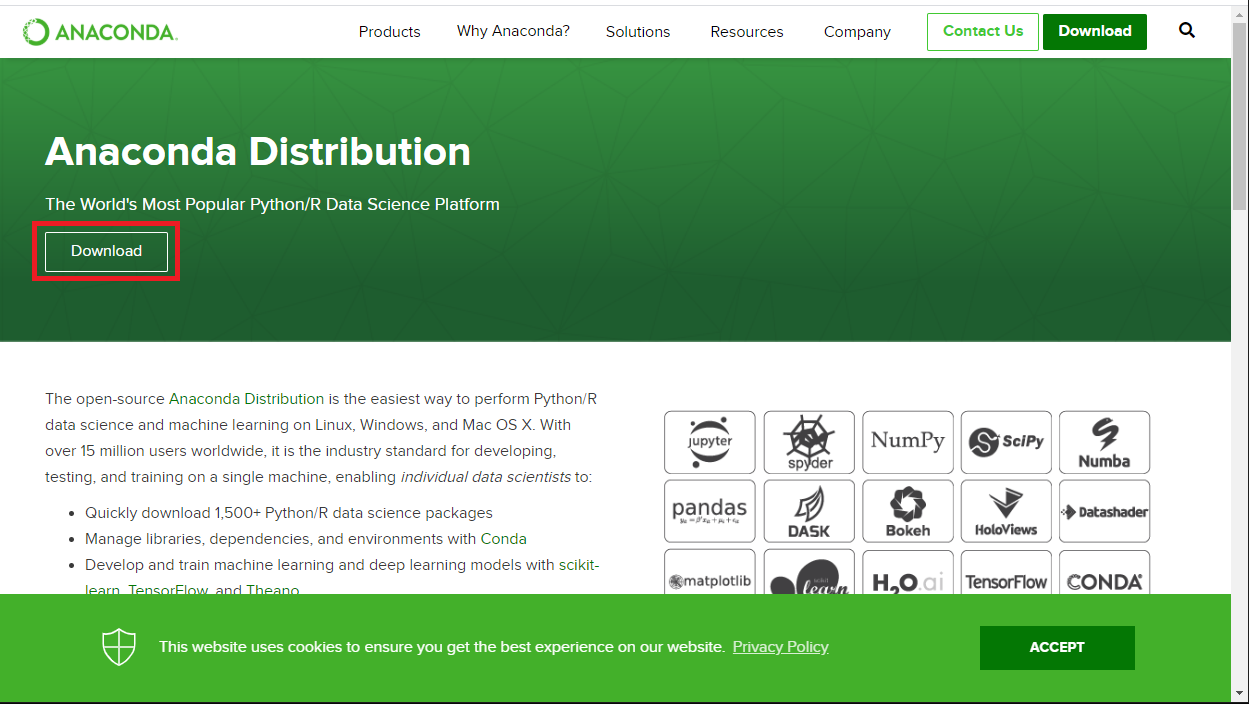 ANACONDA.
Products Why Anaconda? Solutions Resources Company Contact Us Download
Anaconda Distribution
The World's Most Popular Python/R Data Science Platform
Download
The open-source Anaconda Distribution is the easiest way to perform Python/R
data science and machine learning on Linux, Windows, and Mac OS X. With
over 15 million users worldwide, it is the industry standard for developing,
testing, and training on a single machine, enabling individual data scientists to:
• Quickly download 1,500+ Python/R data science packages
• Manage libraries, dependencies, and environments with Conda
• Develop and train machine learning and deep learning models with scikit-
learn, TensorFlow, and Theano
jupyter spyder NumPy SciPy Numba
pandas DASK Bokeh HoloViews Datashader
matplotlib scikit learn H2O.ai TensorFlow CONDA
This website uses cookies to ensure you get the best experience on our website. Privacy Policy
ACCEPT